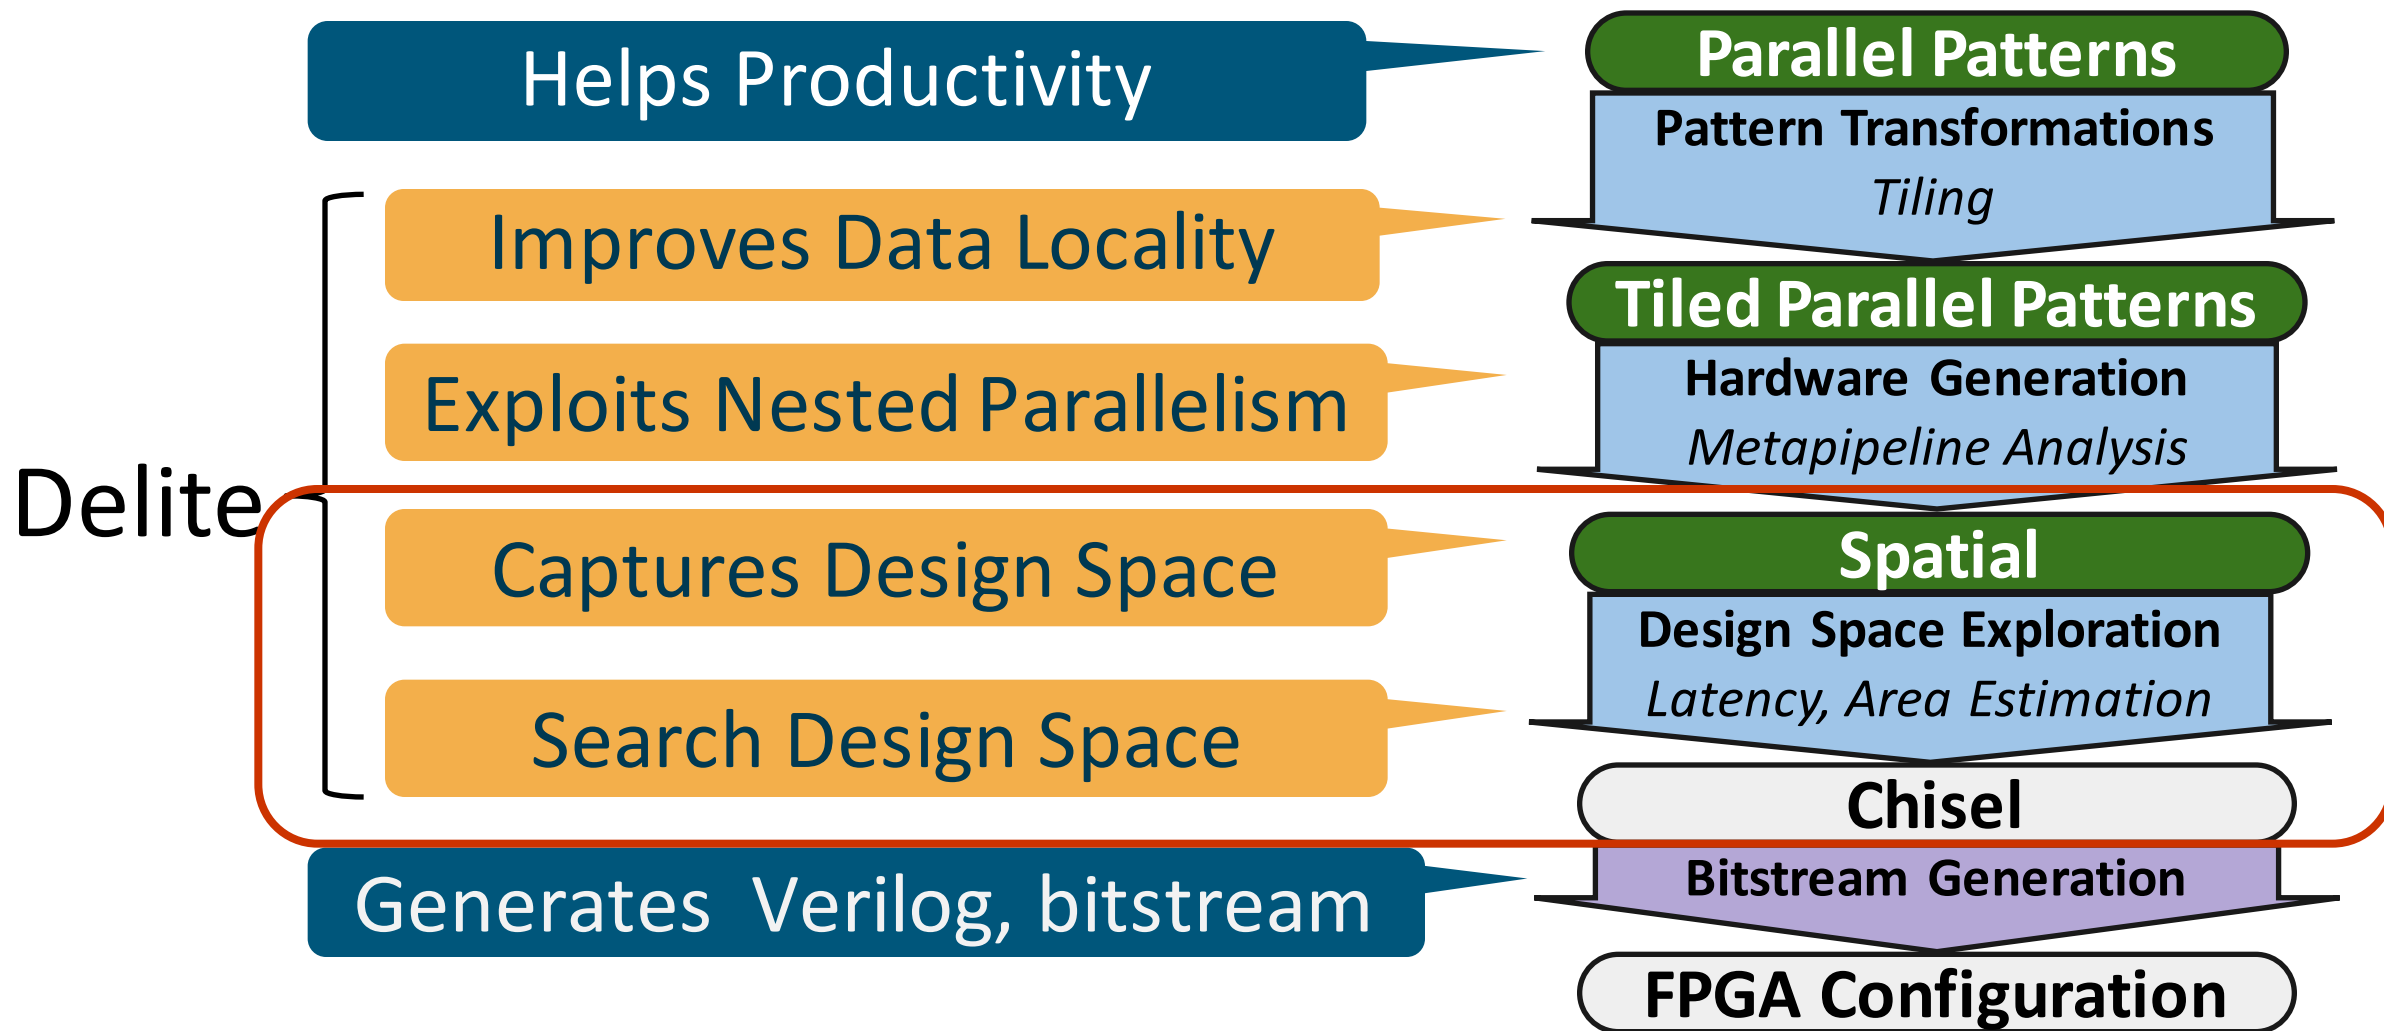 Helps Productivity
Parallel Patterns
Pattern Transformations
Tiling
Improves Data Locality
Tiled Parallel Patterns
Exploits Nested Parallelism
Hardware Generation
Metapipeline Analysis
Delite
Captures Design Space
Spatial
Design Space Exploration
Latency, Area Estimation
Search Design Space
Chisel
Generates Verilog, bitstream
Bitstream Generation
FPGA Configuration